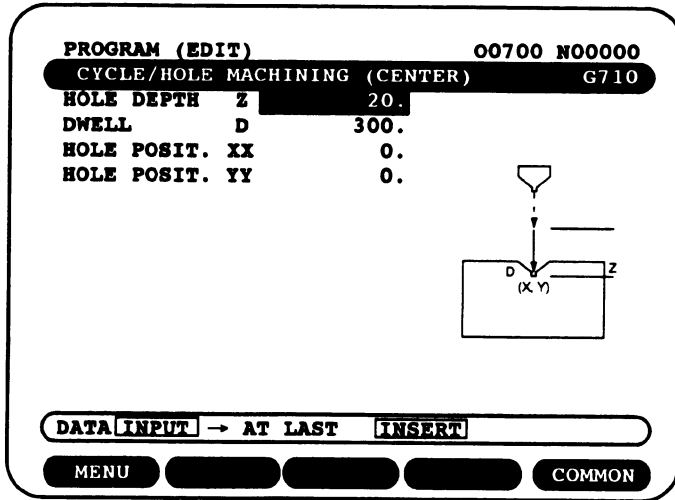 PROGRAM (EDIT) O0700 N00000
CYCLE/HOLE MACHINING (CENTER) G710
HOLE DEPTH Z 20.
DWELL D 300.
HOLE POSIT. XX 0.
HOLE POSIT. YY 0.
D Z
(X, Y)
DATA INPUT → AT LAST INSERT
MENU COMMON